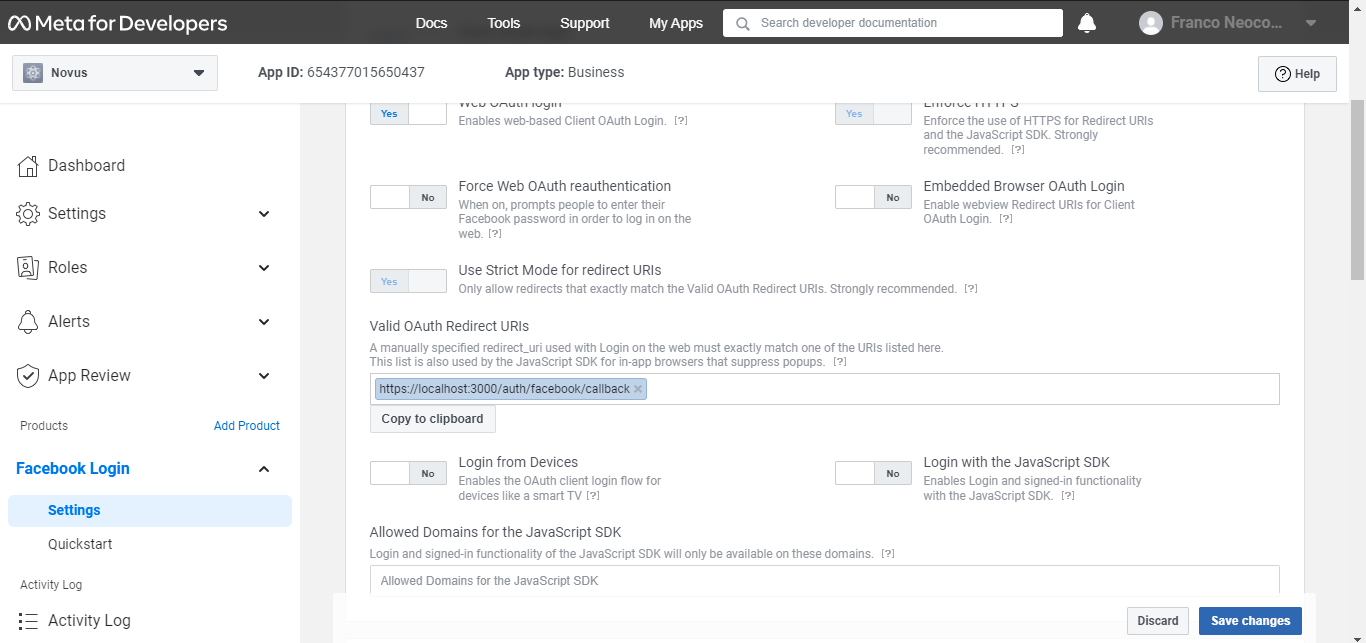 Meta for Developers
Docs
Tools
Support
My Apps
Search developer documentation
Franco Neoco...
Novus
App ID: 654377015650437
App type: Business
Help
Dashboard
Settings
Roles
Alerts
App Review
Products
Add Product
Facebook Login
Settings
Quickstart
Activity Log
Activity Log
Yes
Web OAuth login
Enables web-based Client OAuth Login. [?]
Yes
Enforce HTTPS
Enforce the use of HTTPS for Redirect URIs
and the JavaScript SDK. Strongly
recommended. [?]
No
Force Web OAuth reauthentication
When on, prompts people to enter their
Facebook password in order to log in on the
web. [?]
No
Embedded Browser OAuth Login
Enable webview Redirect URIs for Client
OAuth Login. [?]
Yes
Use Strict Mode for redirect URIs
Only allow redirects that exactly match the Valid OAuth Redirect URIs. Strongly recommended. [?]
Valid OAuth Redirect URIs
A manually specified redirect_uri used with Login on the web must exactly match one of the URIs listed here.
This list is also used by the JavaScript SDK for in-app browsers that suppress popups. [?]
https://localhost:3000/auth/facebook/callback ×
Copy to clipboard
No
Login from Devices
Enables the OAuth client login flow for
devices like a smart TV [?]
No
Login with the JavaScript SDK
Enables Login and signed-in functionality
with the JavaScript SDK. [?]
Allowed Domains for the JavaScript SDK
Login and signed-in functionality of the JavaScript SDK will only be available on these domains. [?]
Allowed Domains for the JavaScript SDK
Discard
Save changes